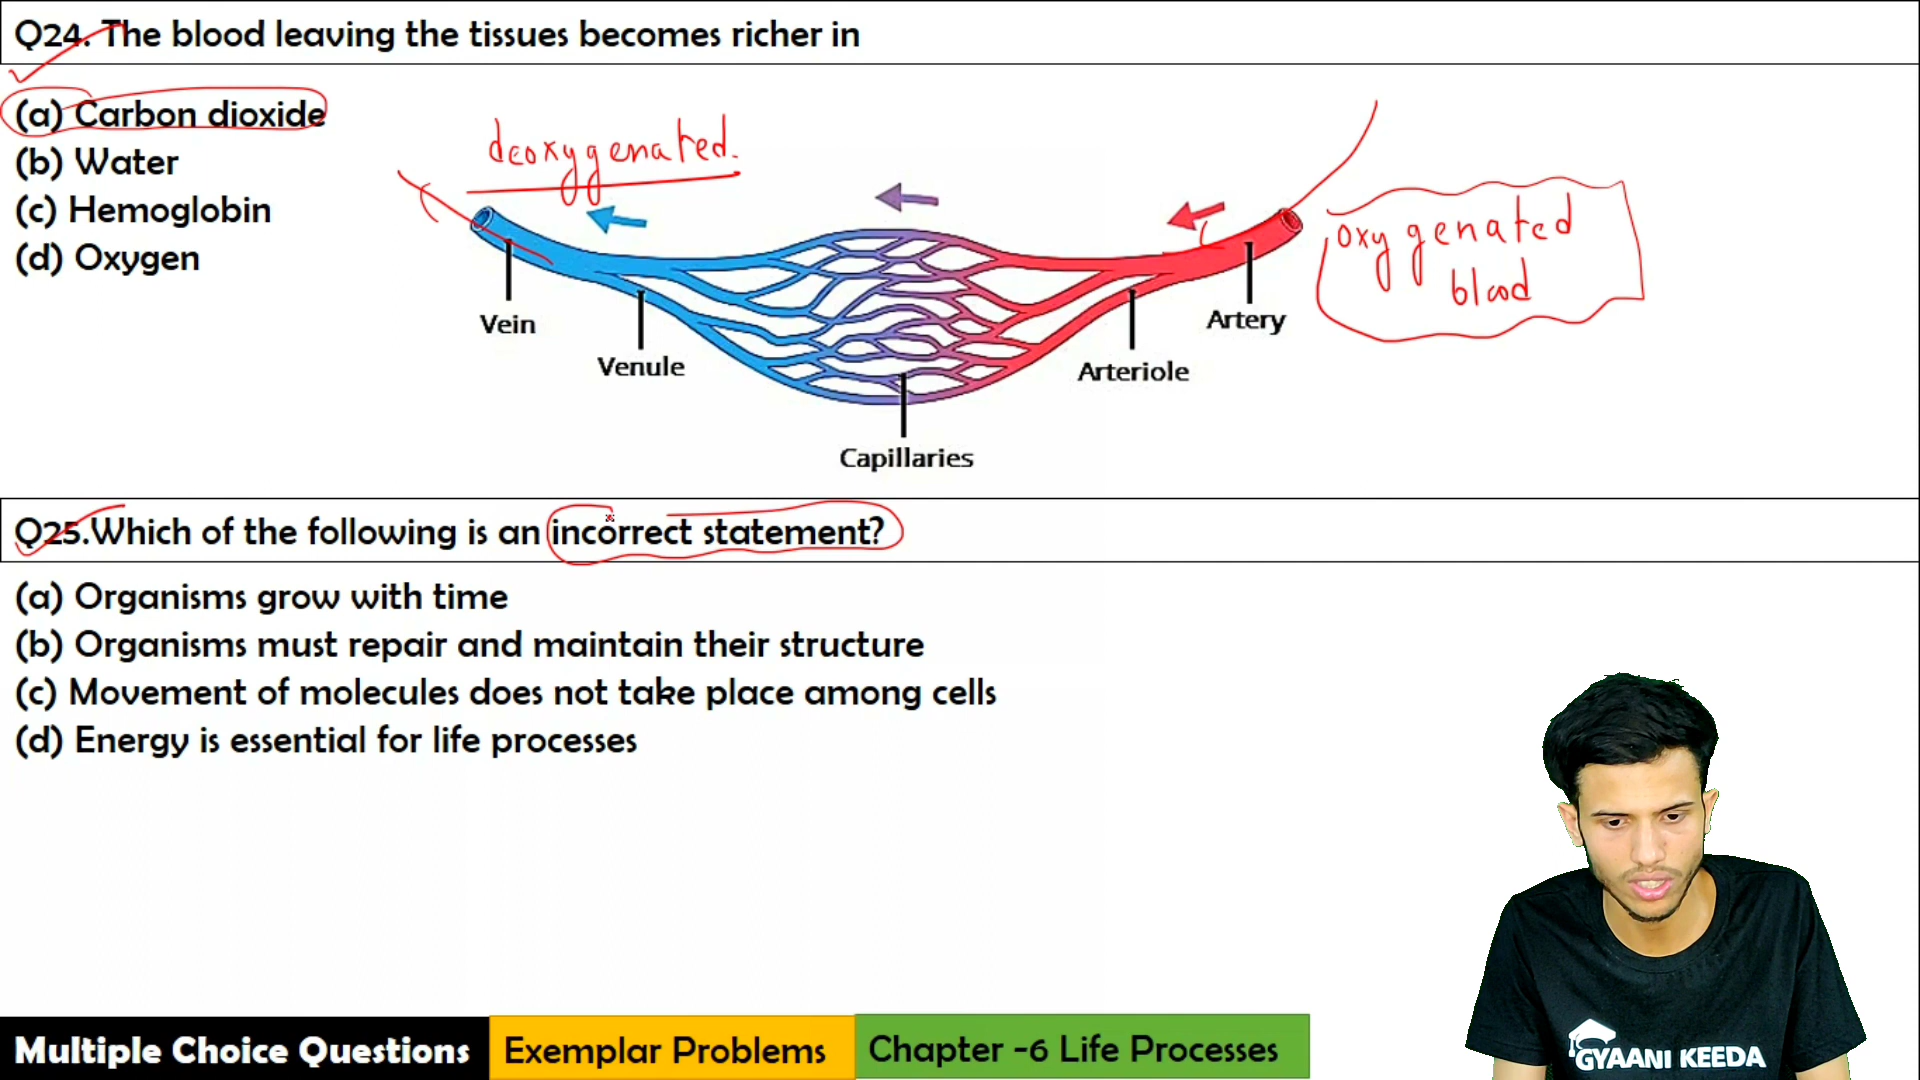 Q24. The blood leaving the tissues becomes richer in
(a) Carbon dioxide
(b) Water
(c) Hemoglobin
(d) Oxygen
deoxygenated.
oxygenated
blood
Vein
Venule
Capillaries
Arteriole
Artery
Q25.Which of the following is an incorrect statement?
(a) Organisms grow with time
(b) Organisms must repair and maintain their structure
(c) Movement of molecules does not take place among cells
(d) Energy is essential for life processes
GYAANI KEEDA
Multiple Choice Questions
Exemplar Problems
Chapter -6 Life Processes